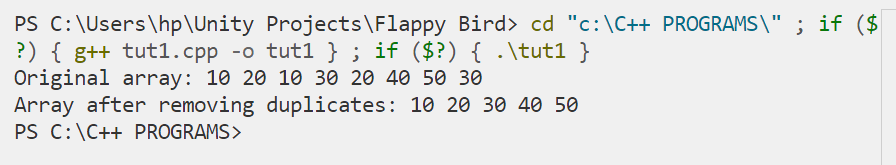 PS C:\Users\hp\Unity Projects\Flappy Bird> cd "c:\C++ PROGRAMS\" ; if ($
?) { g++ tut1.cpp -o tut1 } ; if ($?) { .\tut1 }
Original array: 10 20 10 30 20 40 50 30
Array after removing duplicates: 10 20 30 40 50
PS C:\C++ PROGRAMS>